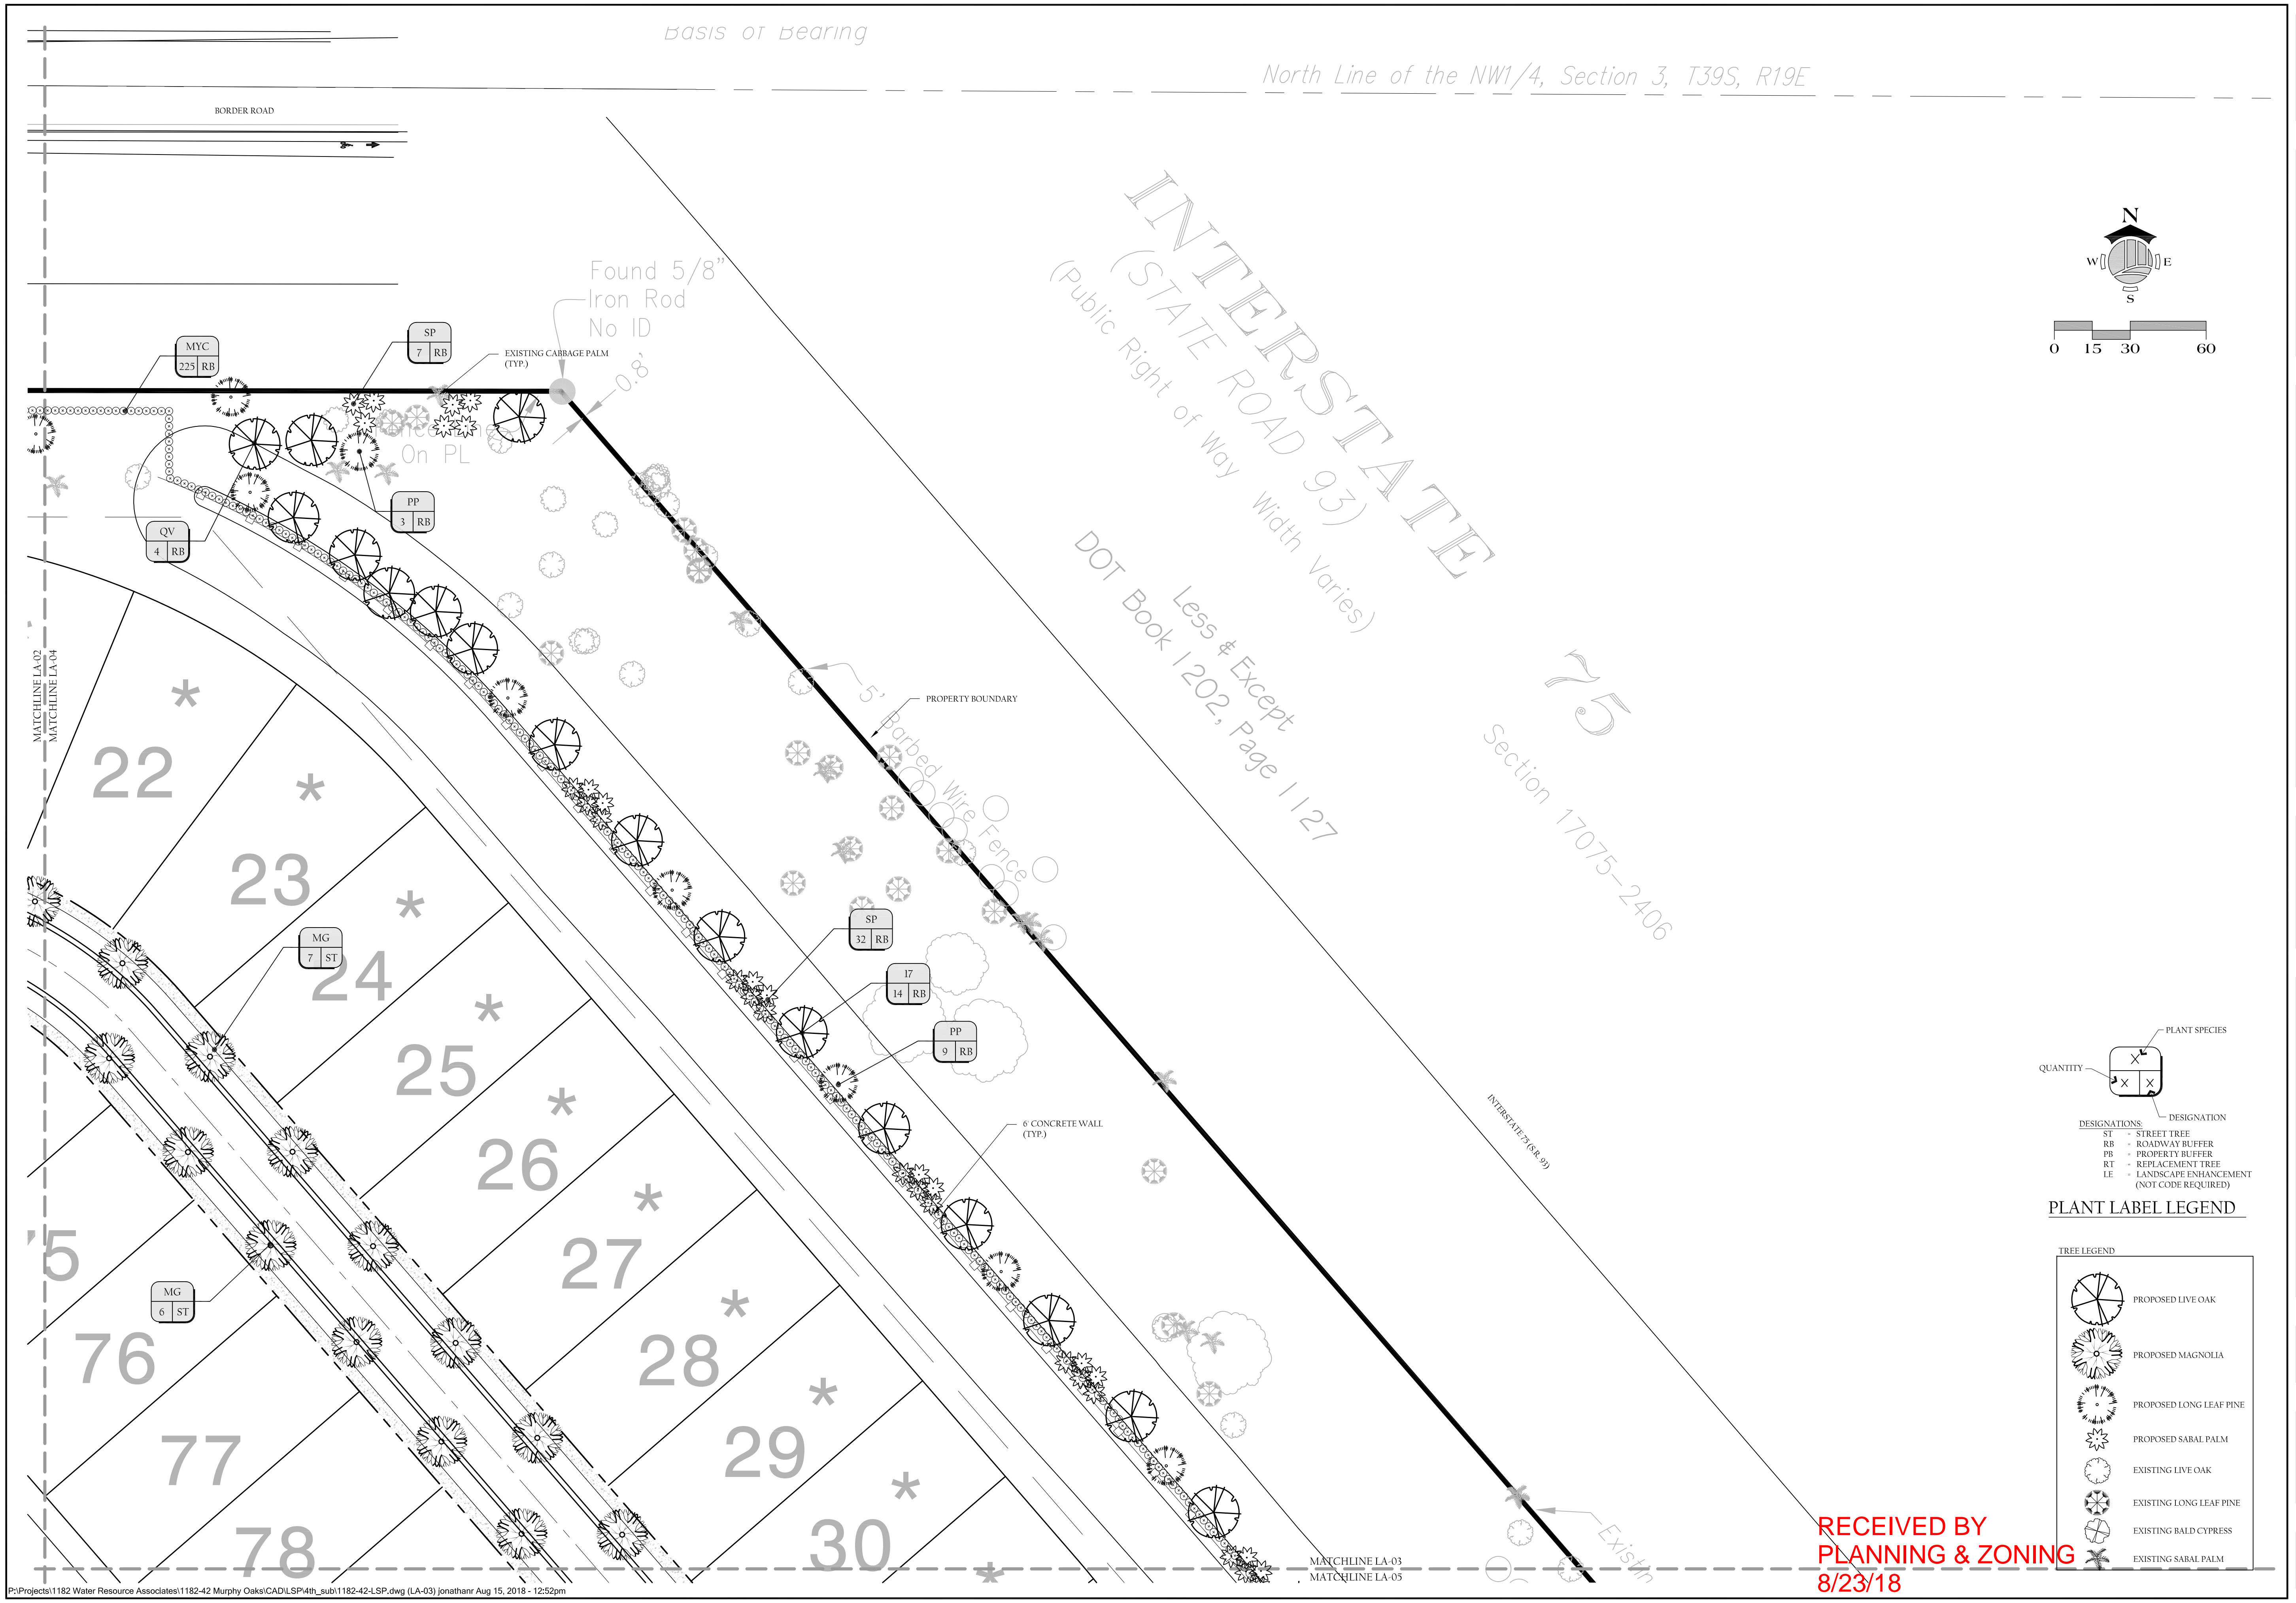 Basis of Bearing
North Line of the NW1/4, Section 3, T39S, R19E
BORDER ROAD
INTERSTATE
(STATE ROAD 93)
(Public Right of Way Width Varies)
75
Section 17075-2406
Less & Except
DOT Book 1202, Page 1127
N
W
E
S
0 15 30 60
Found 5/8"
Iron Rod
No ID
0.8'
MYC
225 RB
SP
7 RB
EXISTING CABBAGE PALM
(TYP.)
On PL
PP
3 RB
QV
4 RB
MATCHLINE LA-02
MATCHLINE LA-04
5' Barbed Wire Fence
PROPERTY BOUNDARY
22
*
23
*
24
*
25
*
26
*
27
*
28
*
29
*
30
*
*
75
76
77
78
MG
7 ST
MG
6 ST
SP
32 RB
17
14 RB
PP
9 RB
6' CONCRETE WALL
(TYP.)
INTERSTATE 75 (S.R. 93)
PLANT SPECIES
QUANTITY
X
X X
DESIGNATION
DESIGNATIONS:
ST - STREET TREE
RB - ROADWAY BUFFER
PB - PROPERTY BUFFER
RT - REPLACEMENT TREE
LE - LANDSCAPE ENHANCEMENT
(NOT CODE REQUIRED)
PLANT LABEL LEGEND
TREE LEGEND
PROPOSED LIVE OAK
PROPOSED MAGNOLIA
PROPOSED LONG LEAF PINE
PROPOSED SABAL PALM
EXISTING LIVE OAK
EXISTING LONG LEAF PINE
EXISTING BALD CYPRESS
EXISTING SABAL PALM
RECEIVED BY
PLANNING & ZONING
8/23/18
MATCHLINE LA-03
MATCHLINE LA-05
P:\Projects\1182 Water Resource Associates\1182-42 Murphy Oaks\CAD\LSP\4th_sub\1182-42-LSP.dwg (LA-03) jonathanr Aug 15, 2018 - 12:52pm